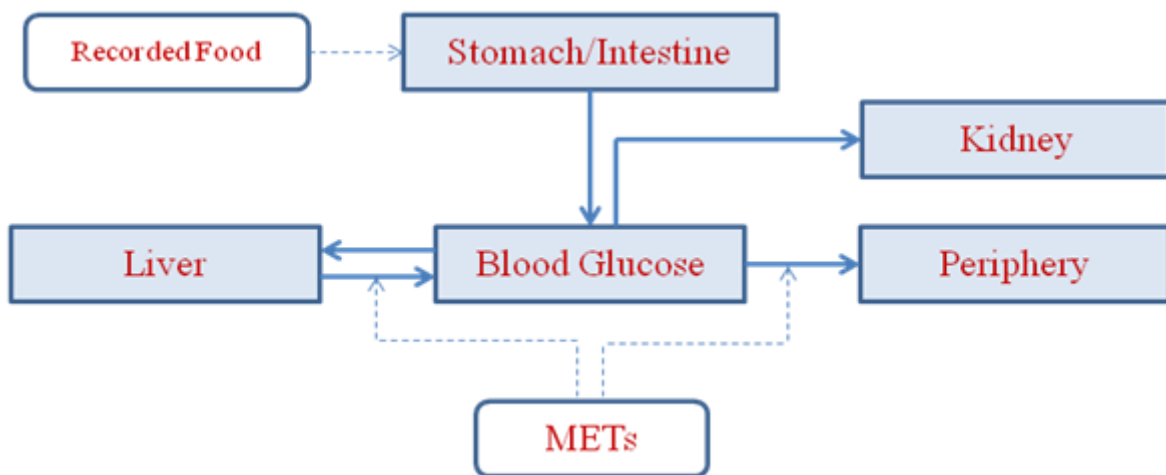 Recorded Food
Stomach/Intestine
Kidney
Liver
Blood Glucose
Periphery
METs